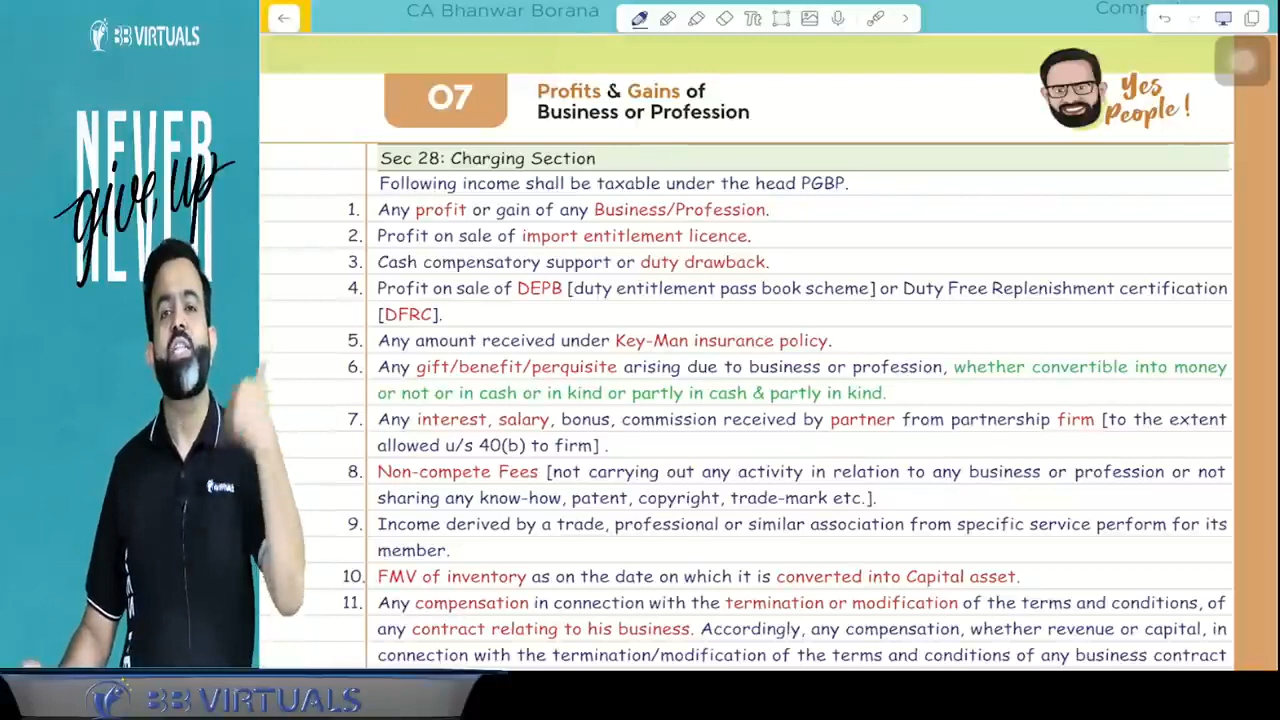 CA Bhanwar Borana
BB VIRTUALS
NEVER
give up
NEVER
07
Profits & Gains of
Business or Profession
Yes
People!
Sec 28: Charging Section
Following income shall be taxable under the head PGBP.
1. Any profit or gain of any Business/Profession.
2. Profit on sale of import entitlement licence.
3. Cash compensatory support or duty drawback.
4. Profit on sale of DEPB [duty entitlement pass book scheme] or Duty Free Replenishment certification
[DFRC].
5. Any amount received under Key-Man insurance policy.
6. Any gift/benefit/perquisite arising due to business or profession, whether convertible into money
or not or in cash or in kind or partly in cash & partly in kind.
7. Any interest, salary, bonus, commission received by partner from partnership firm [to the extent
allowed u/s 40(b) to firm] .
8. Non-compete Fees [not carrying out any activity in relation to any business or profession or not
sharing any know-how, patent, copyright, trade-mark etc.].
9. Income derived by a trade, professional or similar association from specific service perform for its
member.
10. FMV of inventory as on the date on which it is converted into Capital asset.
11. Any compensation in connection with the termination or modification of the terms and conditions, of
any contract relating to his business. Accordingly, any compensation, whether revenue or capital, in
connection with the termination/modification of the terms and conditions of any business contract
BB VIRTUALS